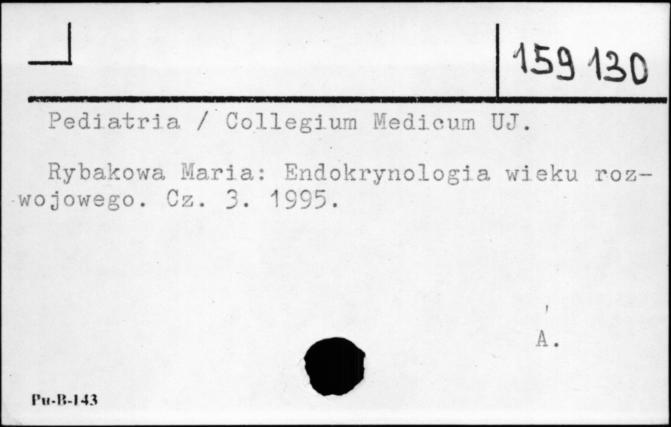 159 130
Pediatria / Collegium Medicum UJ.
Rybakowa Maria: Endokrynologia wieku roz-
wojowego. Cz. 3. 1995.
A.
Pu-B-143